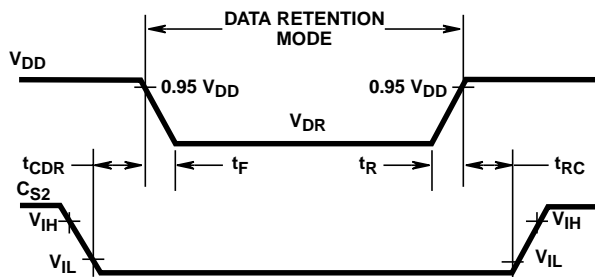 DATA RETENTION
MODE
VDD
0.95 VDD
0.95 VDD
VDR
tCDR
tF
tR
tRC
CS2
VIH
VIH
VIL
VIL